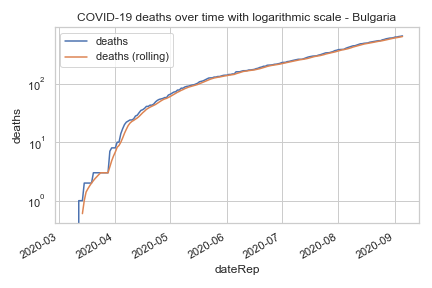 COVID-19 deaths over time with logarithmic scale - Bulgaria
deaths
deaths (rolling)
10²
10¹
10⁰
deaths
2020-03
2020-04
2020-05
2020-06
2020-07
2020-08
2020-09
dateRep